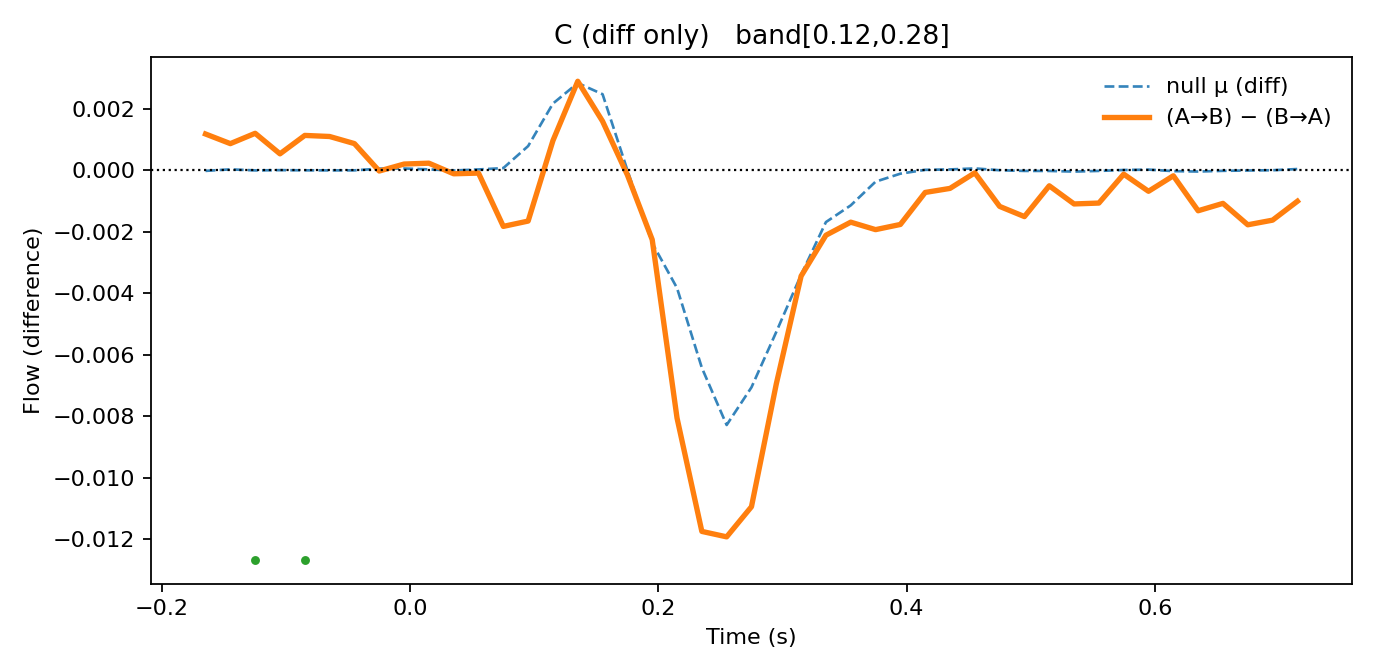 C (diff only)   band[0.12,0.28]
null μ (diff)
(A→B) − (B→A)
Flow (difference)
0.002
0.000
−0.002
−0.004
−0.006
−0.008
−0.010
−0.012
−0.2
0.0
0.2
0.4
0.6
Time (s)